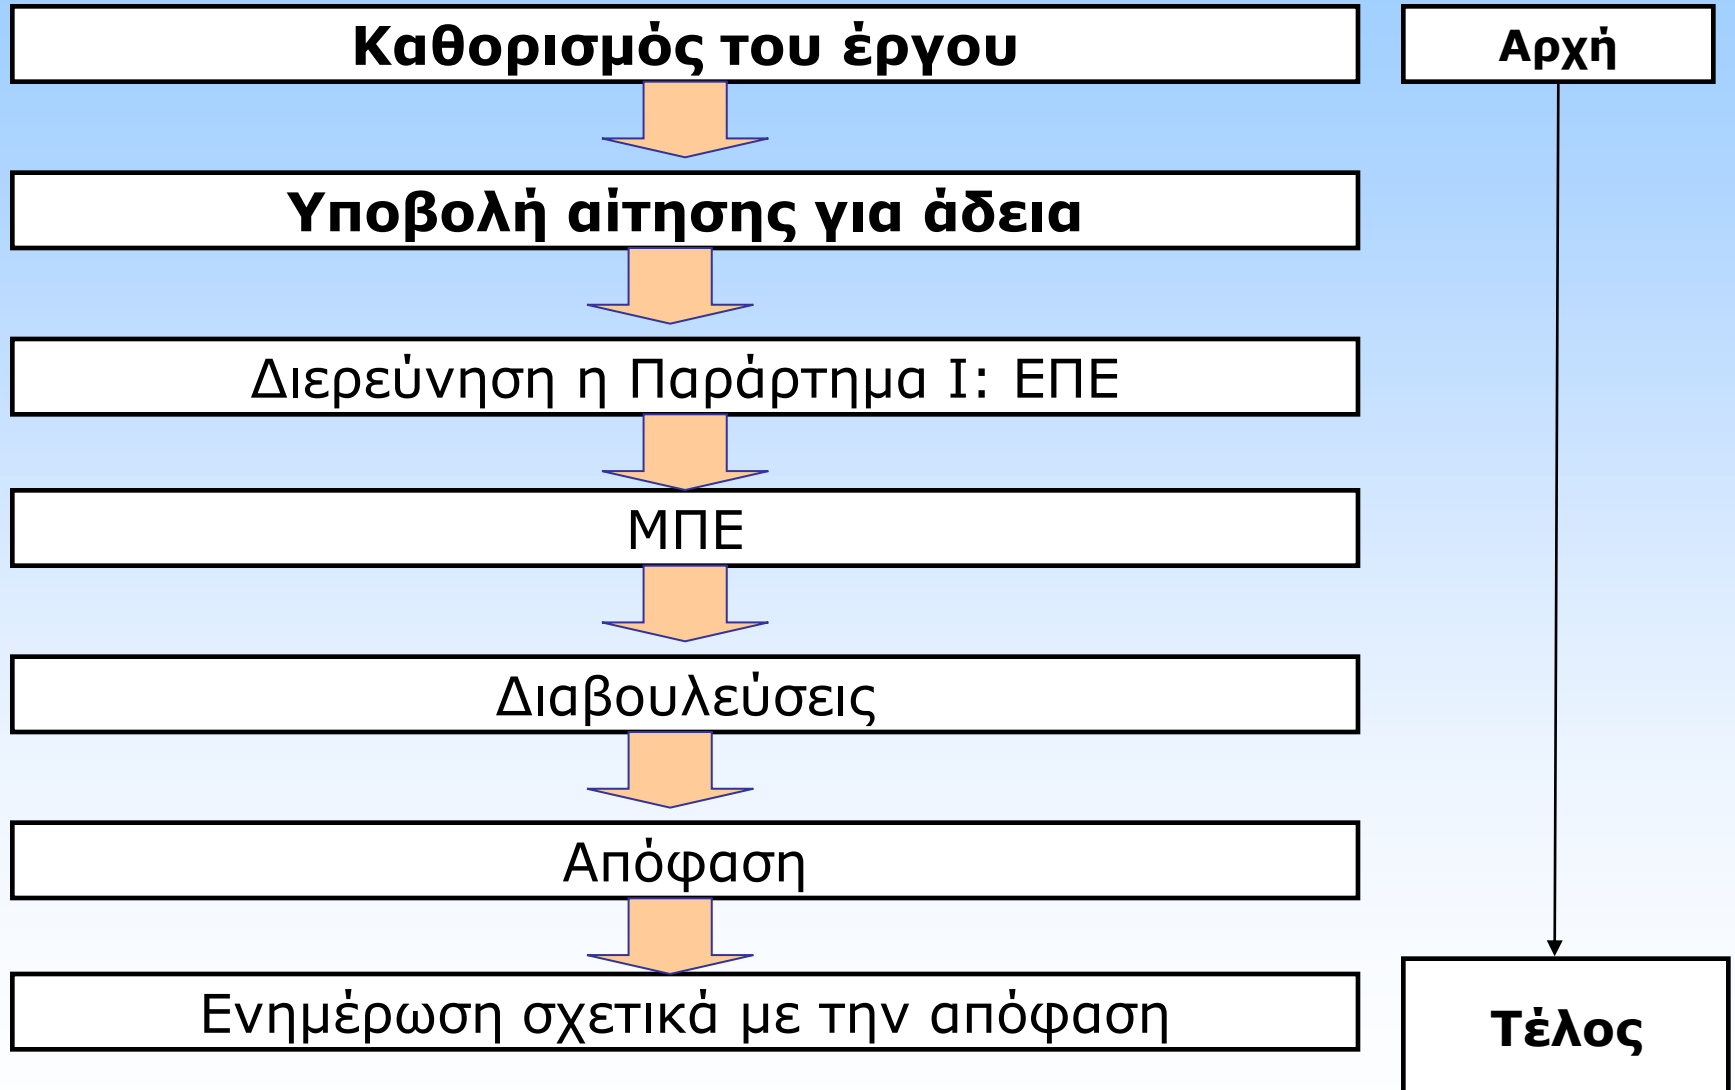 Καθορισμός του έργου
Αρχή
Υποβολή αίτησης για άδεια
Διερεύνηση η Παράρτημα Ι: ΕΠΕ
ΜΠΕ
Διαβουλεύσεις
Απόφαση
Ενημέρωση σχετικά με την απόφαση
Τέλος